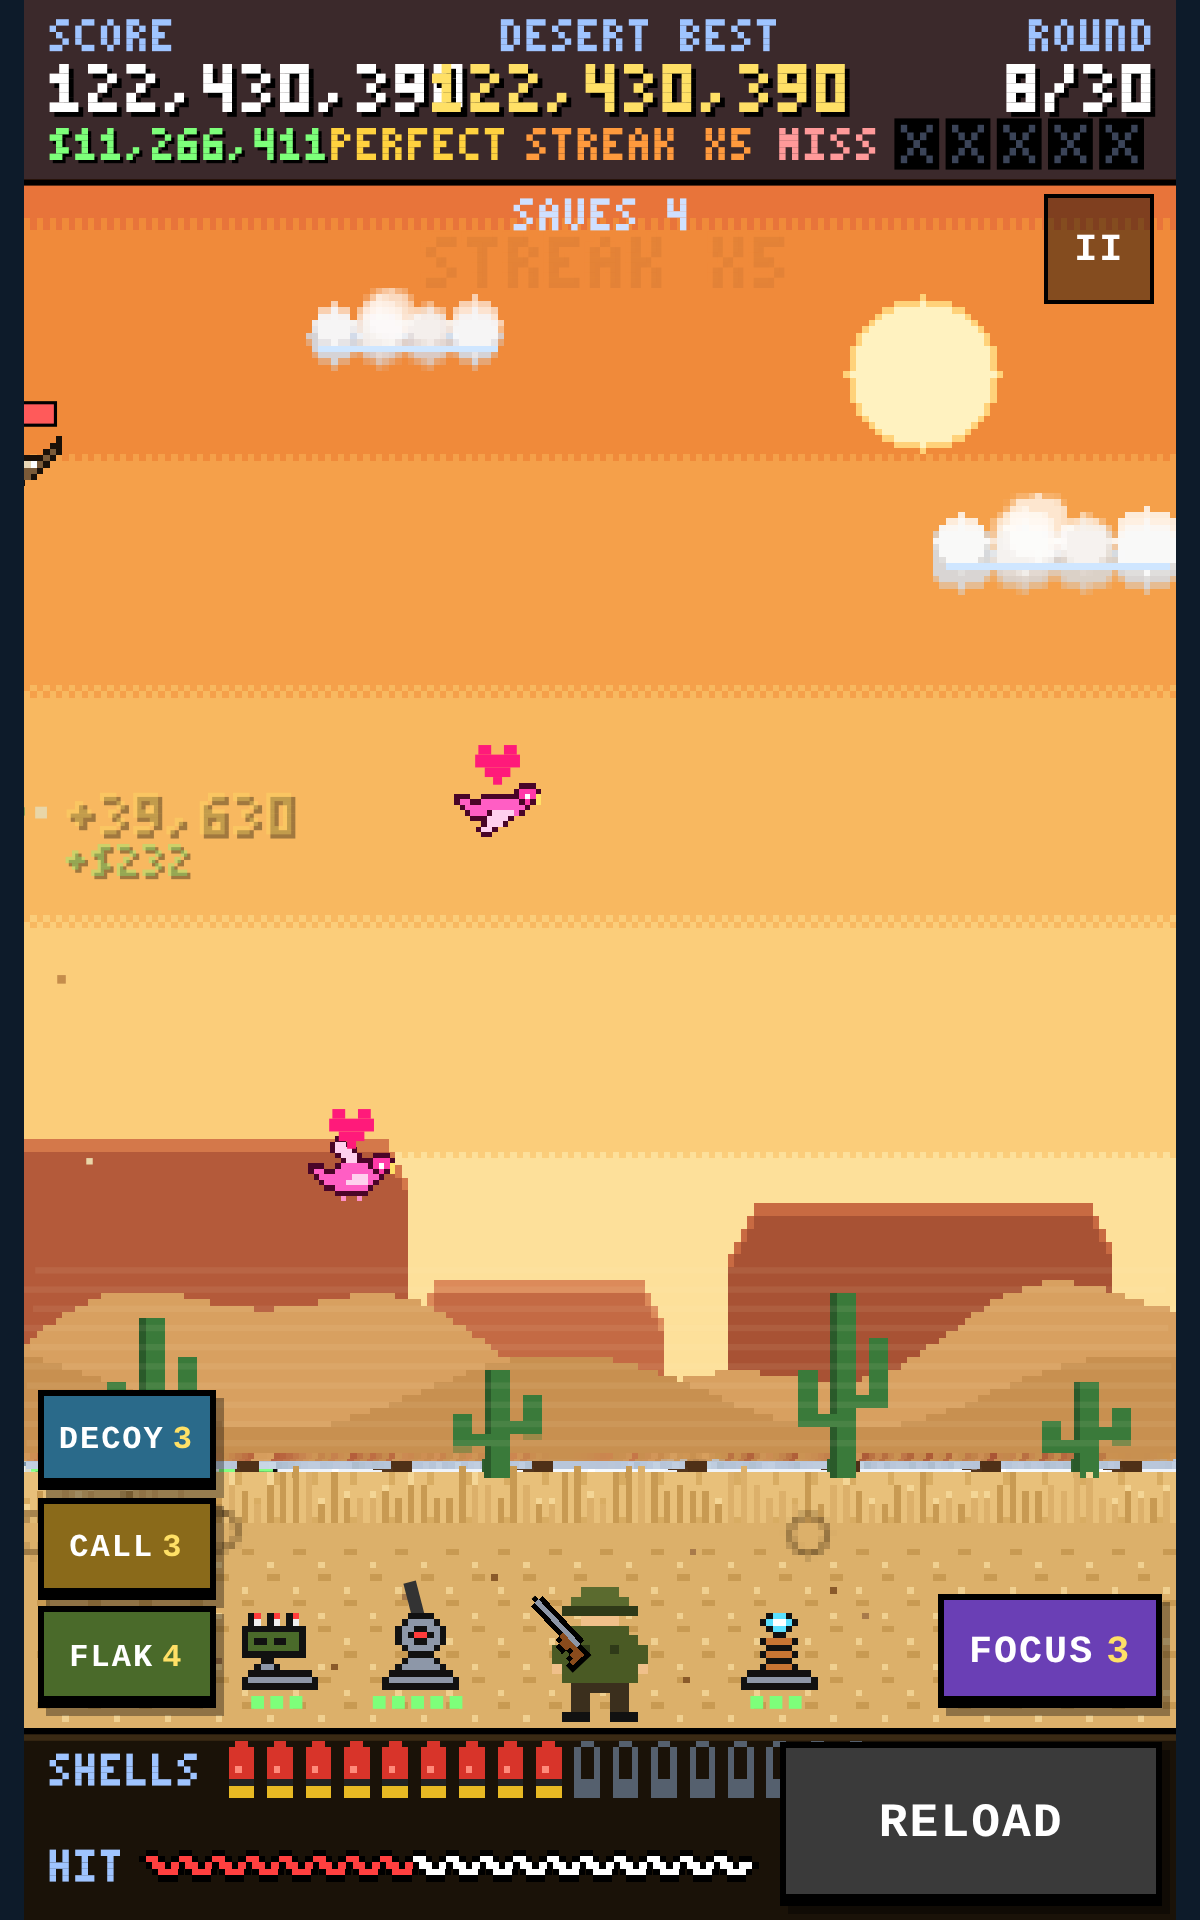 SCORE DESERT BEST ROUND
122,430,390 122,430,390 8/30
$11,266,411 PERFECT STREAK X5 MISS X X X X X
SAVES 4
II
STREAK X5
+39,630
+$232
DECOY 3
CALL 3
FLAK 4
FOCUS 3
SHELLS
RELOAD
HIT